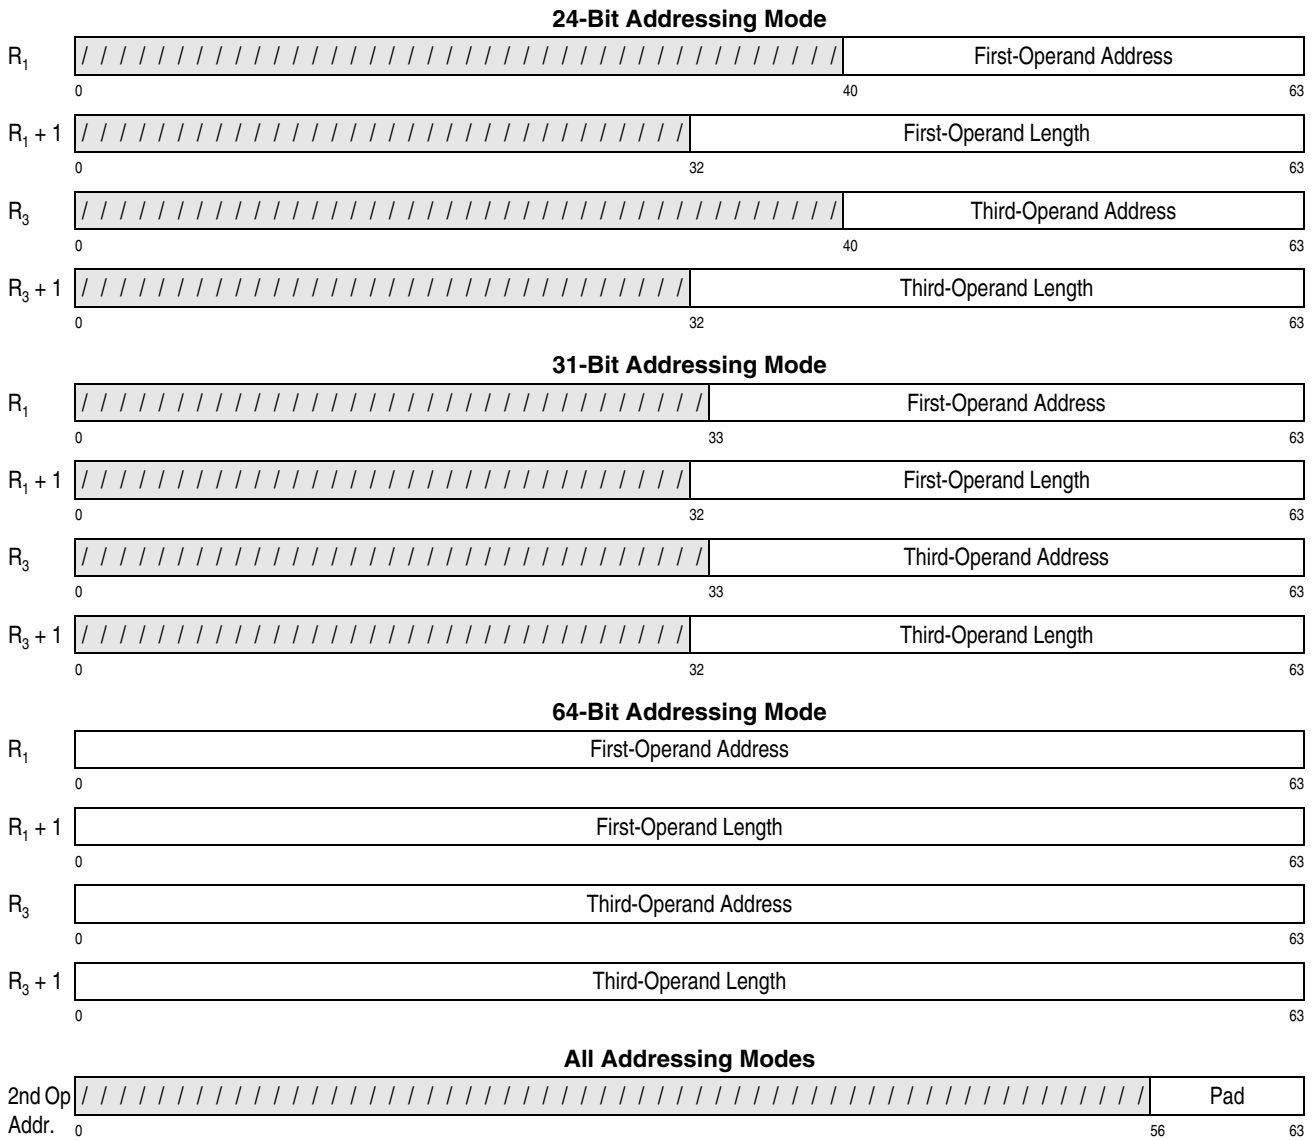 24-Bit Addressing Mode
R₁ / / / / / / / / / / / / / / / / / / / / / / / / / / / / / / / / / / / / / / / / First-Operand Address
0 40 63
R₁ + 1 / / / / / / / / / / / / / / / / / / / / / / / / / / / / / / / / First-Operand Length
0 32 63
R₃ / / / / / / / / / / / / / / / / / / / / / / / / / / / / / / / / / / / / / / / / Third-Operand Address
0 40 63
R₃ + 1 / / / / / / / / / / / / / / / / / / / / / / / / / / / / / / / / Third-Operand Length
0 32 63
31-Bit Addressing Mode
R₁ / / / / / / / / / / / / / / / / / / / / / / / / / / / / / / / / / First-Operand Address
0 33 63
R₁ + 1 / / / / / / / / / / / / / / / / / / / / / / / / / / / / / / / / First-Operand Length
0 32 63
R₃ / / / / / / / / / / / / / / / / / / / / / / / / / / / / / / / / / Third-Operand Address
0 33 63
R₃ + 1 / / / / / / / / / / / / / / / / / / / / / / / / / / / / / / / / Third-Operand Length
0 32 63
64-Bit Addressing Mode
R₁ First-Operand Address
0 63
R₁ + 1 First-Operand Length
0 63
R₃ Third-Operand Address
0 63
R₃ + 1 Third-Operand Length
0 63
All Addressing Modes
2nd Op / / / / / / / / / / / / / / / / / / / / / / / / / / / / / / / / / / / / / / / / / / / / / / / / / / / / / / / / Pad
Addr. 0 56 63